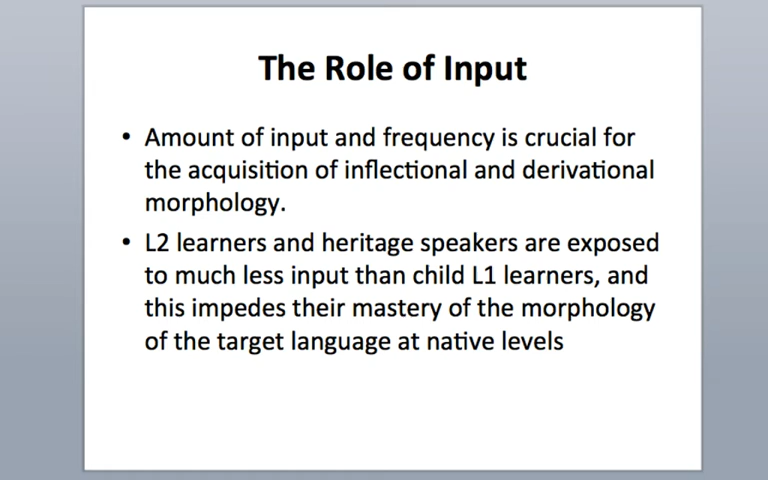 The Role of Input
• Amount of input and frequency is crucial for
the acquisition of inflectional and derivational
morphology.
• L2 learners and heritage speakers are exposed
to much less input than child L1 learners, and
this impedes their mastery of the morphology
of the target language at native levels